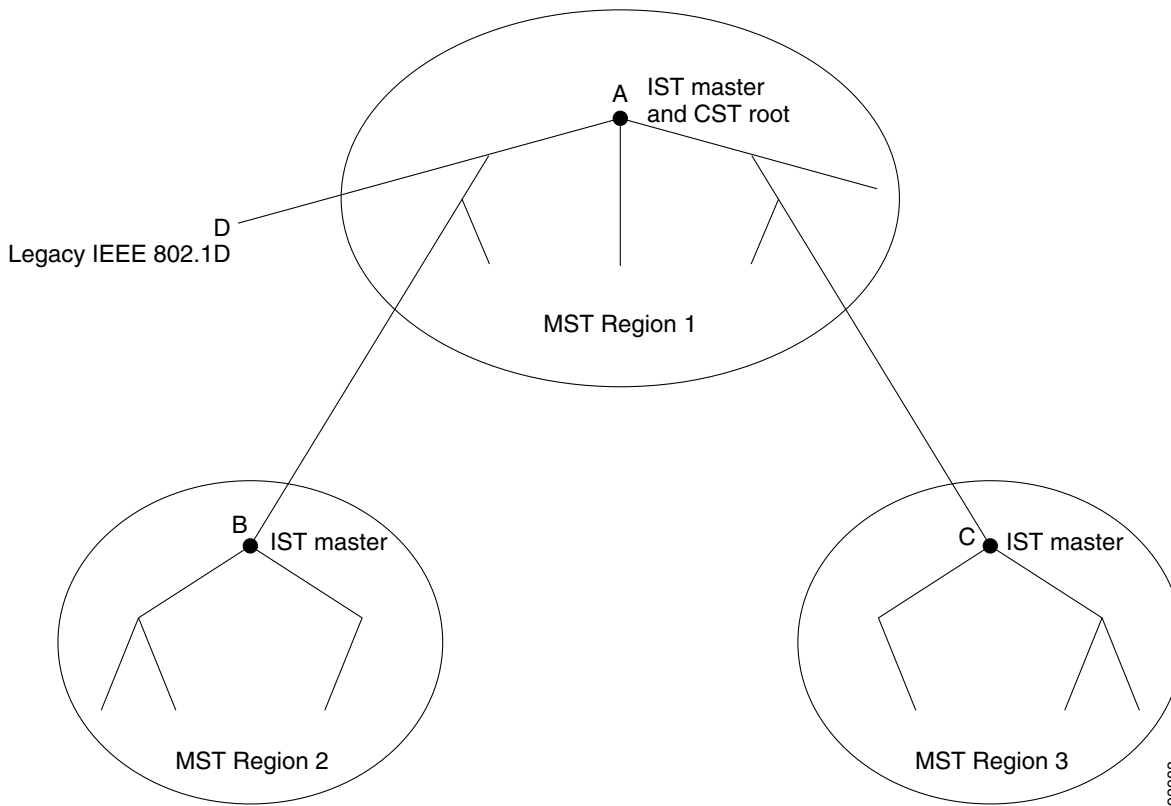 A
IST master
and CST root
D
Legacy IEEE 802.1D
MST Region 1
B
IST master
C
IST master
MST Region 2
MST Region 3